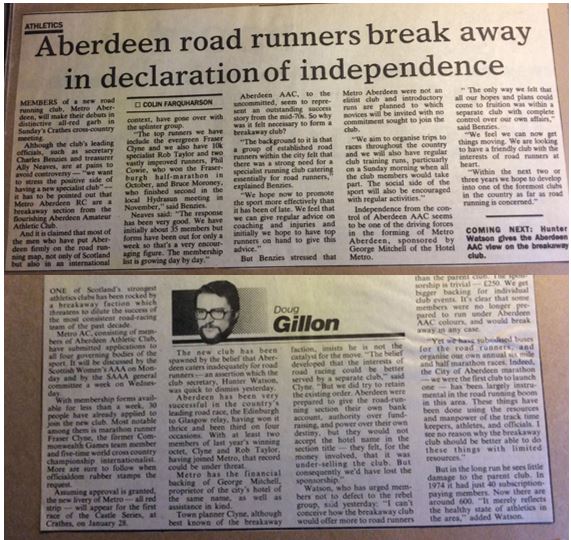 ATHLETICS
Aberdeen road runners break away
in declaration of independence
MEMBERS of a new road
running club, Metro Aber-
deen, will make their debuts in
distinctive all-red garb in
Sunday's Crathes cross-country
meeting.
Although the club's leading
officials, such as secretary
Charles Benzies and treasurer
Ally Neaves, are at pains to
avoid controversy — "we want
to stress the positive side of
having a new specialist club" —
it has to be pointed out that
Metro Aberdeen RC are a
breakaway section from the
flourishing Aberdeen Amateur
Athletic Club.
And it is claimed that most of
the men who put Aber-
deen firmly on the road run-
ning map, not only of Scotland
but also in an international
COLIN FARQUHARSON
context, have gone over with
the splinter group.
"The top runners we have
include the evergreen Fraser
Clyne and we also have 10k
specialist Rob Taylor and two
vastly improved runners, Phil
Cowie, who won the Fraser-
burgh half-marathon in
October, and Bruce Moroney,
who finished second in the
local Hydrasun meeting in
November," said Benzies.
Neaves said: "The response
has been very good. We have
initially about 35 members but
forms have been out for only a
week so that's a very encour-
aging figure. The membership
list is growing day by day."
Aberdeen AAC, to the
uncommitted, seem to repre-
sent an outstanding success
story from the mid-70s. So why
was it felt necessary to form a
breakaway club?
"The background to it is that
a group of established road
runners within the city felt that
there was a strong need for a
specialist running club catering
essentially for road runners,"
explained Benzies.
"We hope now to promote
the sport more effectively than
it has been of late. We feel that
we can give regular advice on
coaching and injuries and
initially we hope to have top
runners on hand to give this
advice."
But Benzies stressed that
Metro Aberdeen were not an
elitist club and introductory
runs are planned to which
novices will be invited with no
commitment sought to join the
"We aim to organise trips to
races throughout the country
and we will also have regular
club training runs, particularly
on a Sunday morning when all
the club members would take
part. The social side of the
sport will also be encouraged
with regular activities."
Independence from the con-
trol of Aberdeen AAC seems
to be one of the driving forces
in the forming of Metro
Aberdeen, sponsored by
George Mitchell of the Hotel
Metro.
"The only way we felt that
all our hopes and plans could
come to fruition was within a
separate club with complete
control over our own affairs,"
said Benzies.
"We feel we can now get
things moving. We are looking
to have a friendly club with the
interests of road runners at
heart.
"Within the next two or
three years we hope to develop
into one of the foremost clubs
in the country as far as road
running is concerned."
COMING NEXT: Hunter
Watson gives the Aberdeen
AAC view on the breakaway
club.
ONE of Scotland's strongest
athletics clubs has been rocked by
a breakaway faction which
threatens to dilute the success of
the most consistent road-racing
team of the past decade.
Metro AC, consisting of mem-
bers of Aberdeen Athletic Club,
have submitted applications to
all four governing bodies of the
sport. It will be discussed by the
Scottish Women's AAA on Mon-
day and by the SAAA general
committee a week on Wednes-
day.
With membership forms avail-
able for less than a week, 30
people have already applied to
join the new club. Most notable
among them is marathon runner
Fraser Clyne, the former Com-
monwealth Games team member
and five-time world cross country
championship internationalist.
More are sure to follow when
officialdom rubber stamps the
request.
Assuming approval is granted,
the new livery of Metro — all red
strip — will appear for the first
race of the Castle Series, at
Crathes, on January 28.
Doug
Gillon
The new club has been
spawned by the belief that Aber-
deen caters inadequately for road
runners — an assertion which the
club secretary, Hunter Watson,
was quick to dismiss yesterday.
Aberdeen has been very
successful in the country's
leading road race, the Edinburgh
to Glasgow relay, having won it
thrice and been third on four
occasions. With at least two
members of last year's winning
octet, Clyne and Rob Taylor,
having joined Metro, that record
could be under threat.
Metro has the financial
backing of George Mitchell,
proprietor of the city's hotel of
the same name, as well as
assistance in kind.
Town planner Clyne, although
best known of the breakaway
faction, insists he is not the
catalyst for the move. "The belief
developed that the interests of
road racing could be better
served by a separate club," said
Clyne. "But we did try to retain
the existing order. Aberdeen were
prepared to give the road-run-
ning section their own bank
account, authority over fund-
raising, and power over their own
destiny, but they would not
accept the hotel name in the
section title — they felt, for the
money involved, that it was
under-selling the club. But
consequently we'd have lost the
sponsorship."
Watson, who has urged mem-
bers not to defect to the rebel
group, said yesterday: "I can't
conceive how the breakaway club
would offer more to road runners
than the parent club. The spon-
sorship is trivial — £250. We get
bigger backing for individual
club events. It's clear that some
members were no longer pre-
pared to run under Aberdeen
AAC colours, and would break
away in any case.
"Yet we have subsidised buses
for the road runners, and
organise our own annual six mile
and half marathon races. Indeed,
the City of Aberdeen marathon
— we were the first club to launch
one — has been largely instru-
mental in the road running boom
in this area. These things have
been done using the resources
and manpower of the track time
keepers, athletes, and officials. I
see no reason why the breakaway
club should be better able to do
these things with limited
resources."
But in the long run he sees little
damage to the parent club. In
1974 it had just 40 subscription-
paying members. Now there are
around 600. "It merely reflects
the healthy state of athletics in
the area," added Watson.